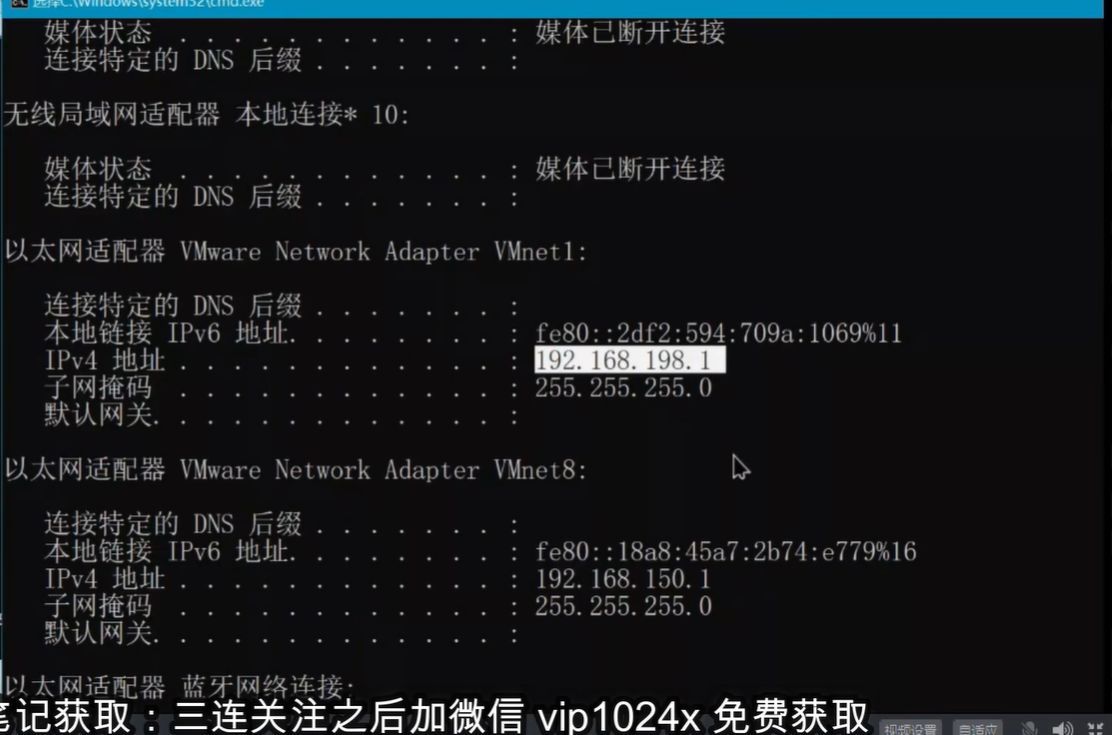 选择C:\Windows\system32\cmd.exe
媒体状态 . . . . . . . . . . . . : 媒体已断开连接
连接特定的 DNS 后缀 . . . . . . . :
无线局域网适配器 本地连接* 10:
媒体状态 . . . . . . . . . . . . : 媒体已断开连接
连接特定的 DNS 后缀 . . . . . . . :
以太网适配器 VMware Network Adapter VMnet1:
连接特定的 DNS 后缀 . . . . . . . :
本地链接 IPv6 地址. . . . . . . . : fe80::2df2:594:709a:1069%11
IPv4 地址 . . . . . . . . . . . . : 192.168.198.1
子网掩码 . . . . . . . . . . . . : 255.255.255.0
默认网关. . . . . . . . . . . . . :
以太网适配器 VMware Network Adapter VMnet8:
连接特定的 DNS 后缀 . . . . . . . :
本地链接 IPv6 地址. . . . . . . . : fe80::18a8:45a7:2b74:e779%16
IPv4 地址 . . . . . . . . . . . . : 192.168.150.1
子网掩码 . . . . . . . . . . . . : 255.255.255.0
默认网关. . . . . . . . . . . . . :
以太网适配器 蓝牙网络连接:
笔记获取：三连关注之后加微信 vip1024x 免费获取
视频设置 自适应